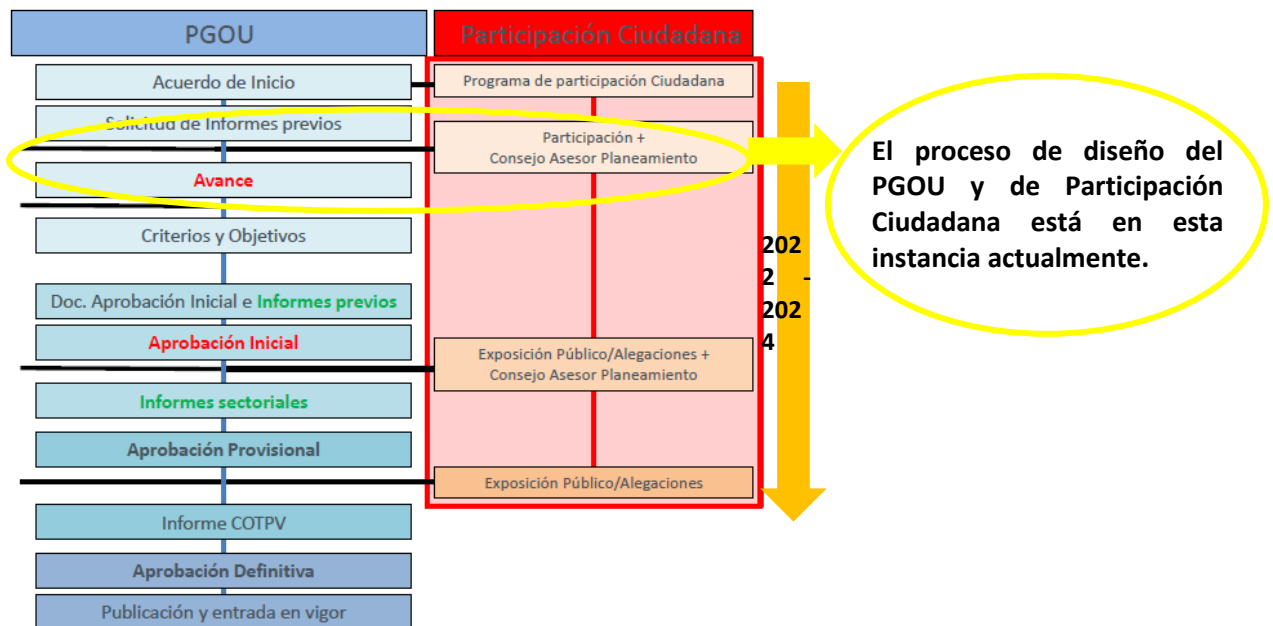 PGOU
Participación Ciudadana
Acuerdo de Inicio
Programa de participación Ciudadana
Solicitud de Informes previos
Participación +
Consejo Asesor Planeamiento
Avance
Criterios y Objetivos
Doc. Aprobación Inicial e Informes previos
Aprobación Inicial
Exposición Público/Alegaciones +
Consejo Asesor Planeamiento
Informes sectoriales
Aprobación Provisional
Exposición Público/Alegaciones
Informe COTPV
Aprobación Definitiva
Publicación y entrada en vigor
202
2 -
202
4
El proceso de diseño del
PGOU y de Participación
Ciudadana está en esta
instancia actualmente.